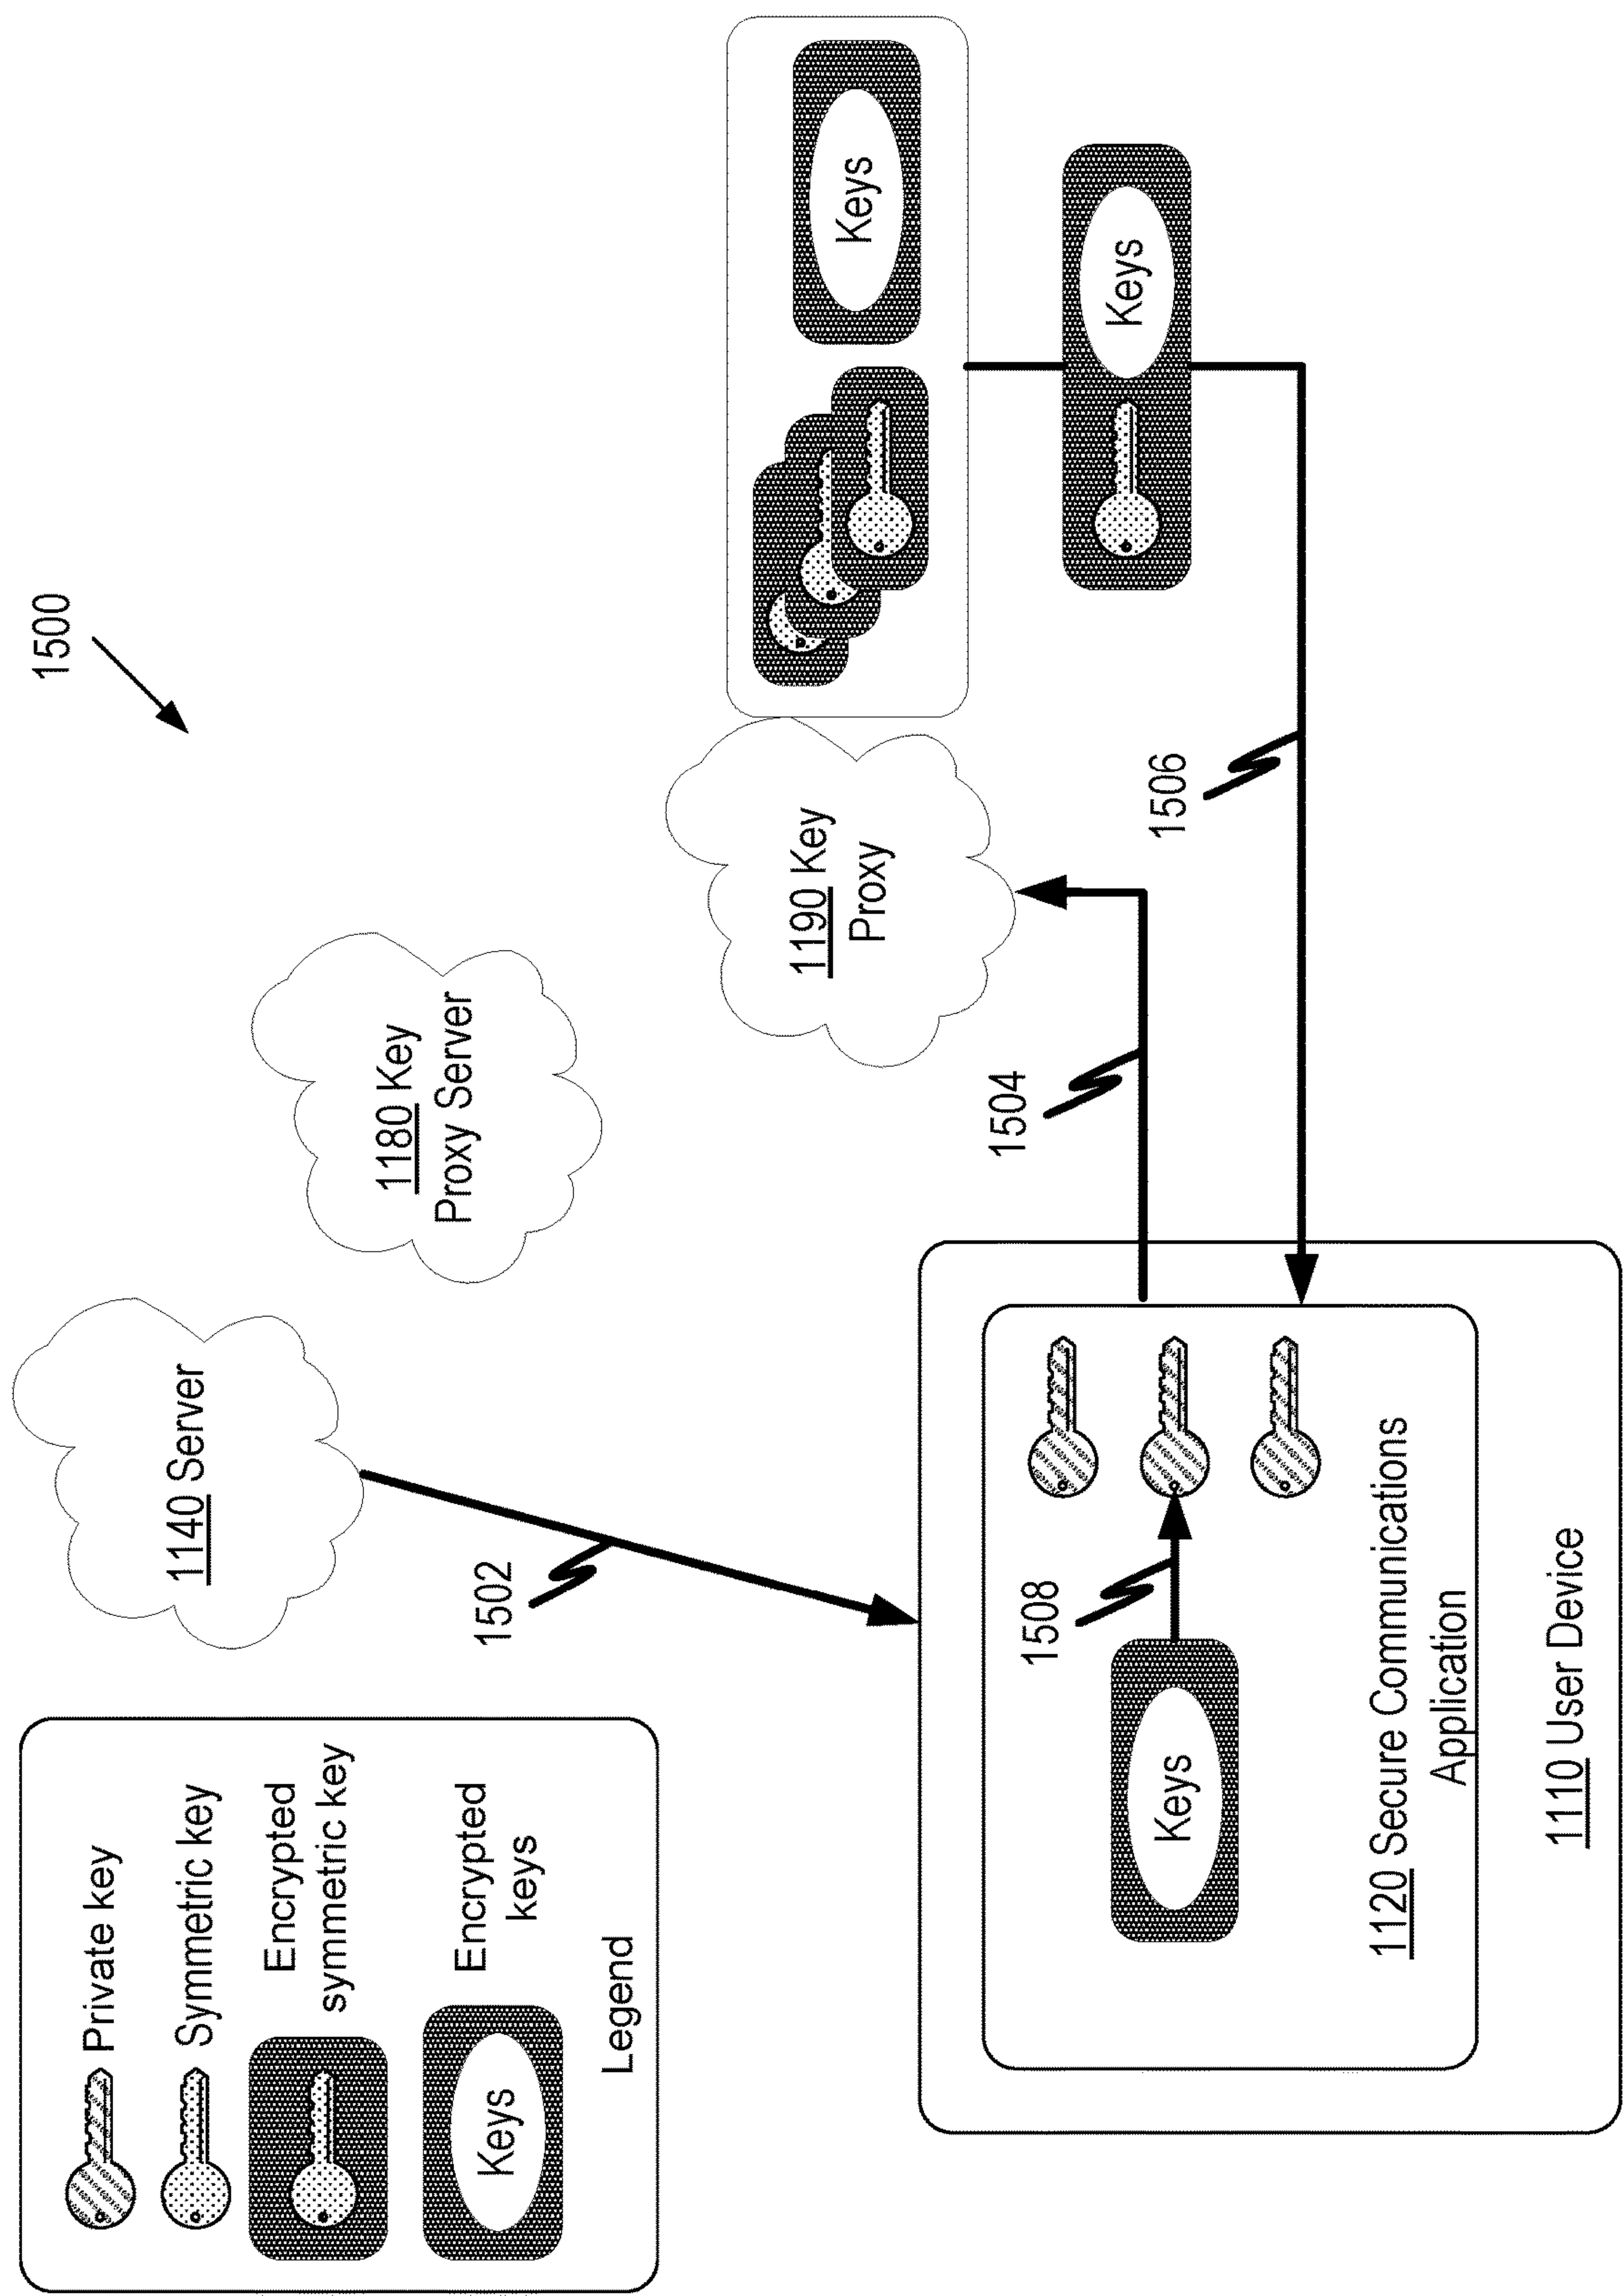 1500
Private key
Symmetric key
Encrypted
symmetric key
Keys
Encrypted
keys
Legend
1140 Server
1180 Key
Proxy Server
1190 Key
Proxy
Keys
Keys
1502
1504
1506
1508
Keys
1120 Secure Communications
Application
1110 User Device